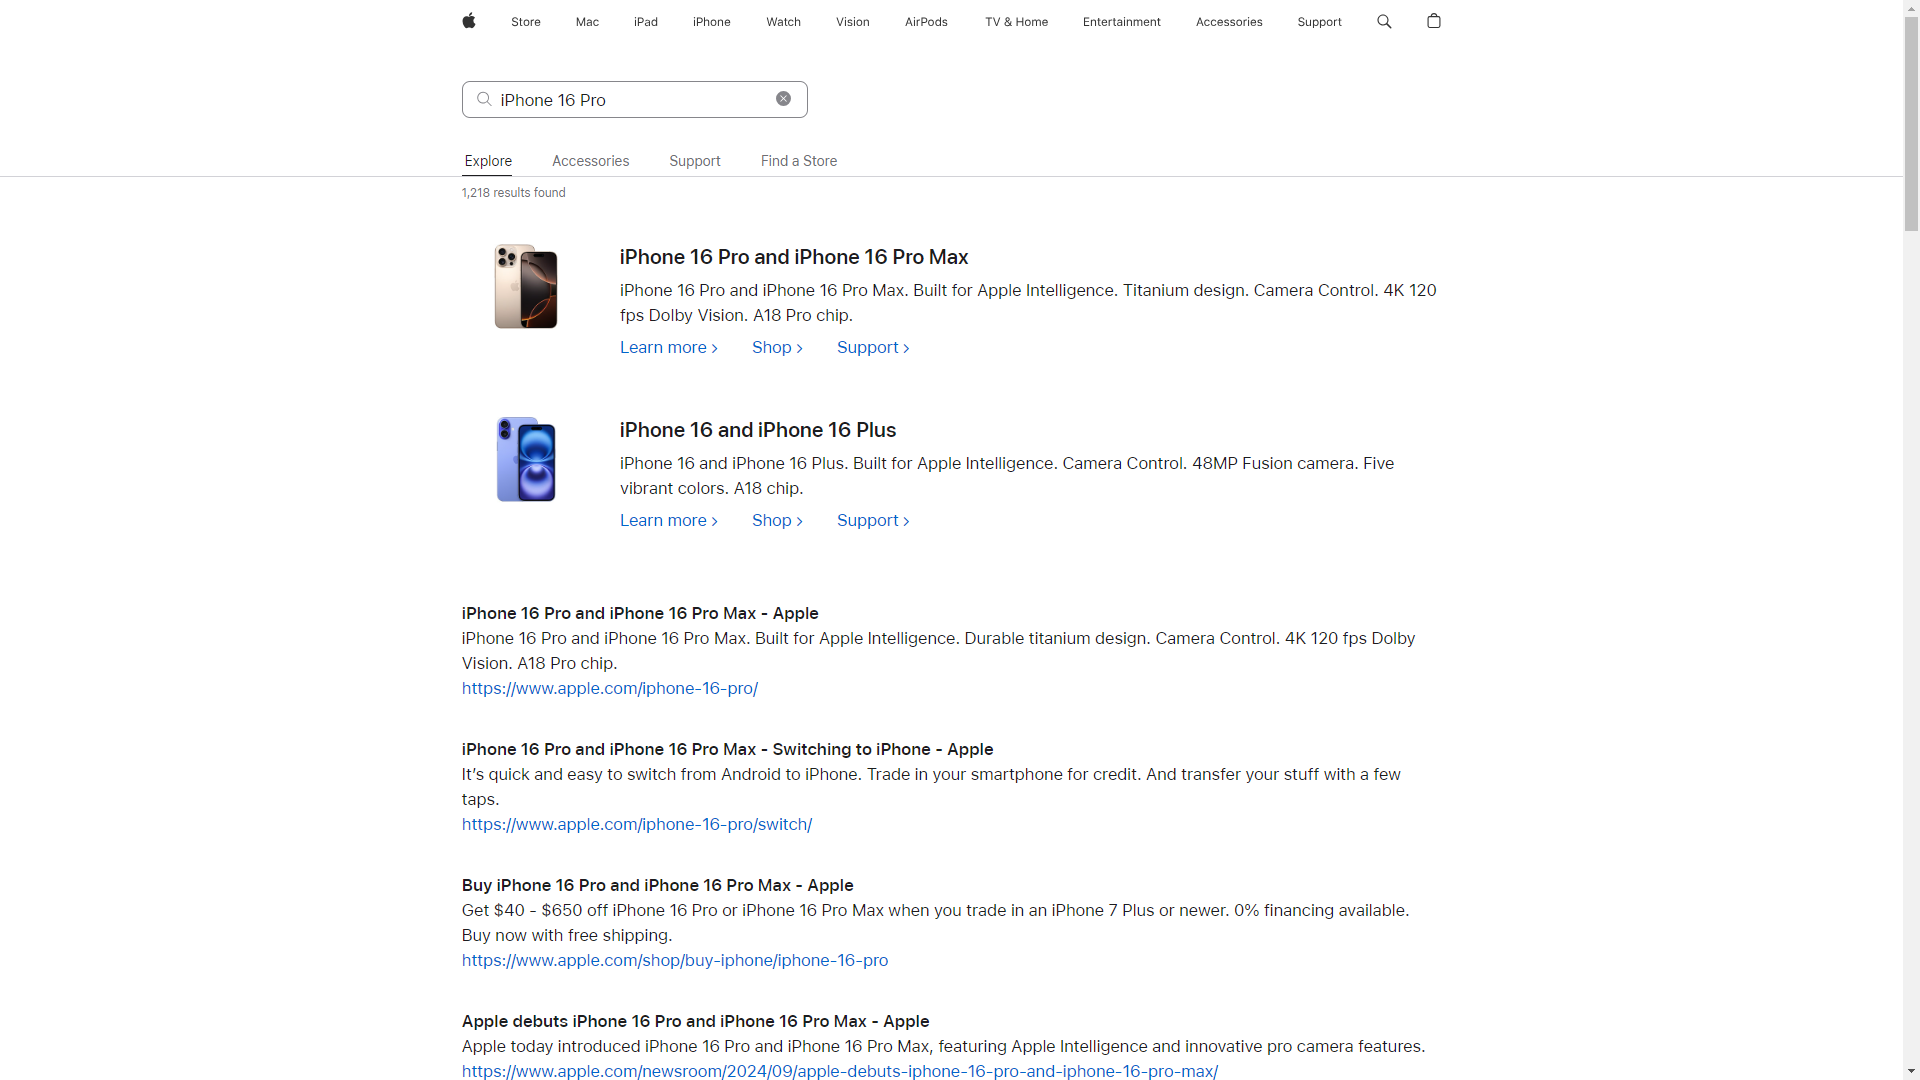 Store Mac iPad iPhone Watch Vision AirPods TV & Home Entertainment Accessories Support
iPhone 16 Pro
Explore Accessories Support Find a Store
1,218 results found
iPhone 16 Pro and iPhone 16 Pro Max
iPhone 16 Pro and iPhone 16 Pro Max. Built for Apple Intelligence. Titanium design. Camera Control. 4K 120
fps Dolby Vision. A18 Pro chip.
Learn more Shop Support
iPhone 16 and iPhone 16 Plus
iPhone 16 and iPhone 16 Plus. Built for Apple Intelligence. Camera Control. 48MP Fusion camera. Five
vibrant colors. A18 chip.
Learn more Shop Support
iPhone 16 Pro and iPhone 16 Pro Max - Apple
iPhone 16 Pro and iPhone 16 Pro Max. Built for Apple Intelligence. Durable titanium design. Camera Control. 4K 120 fps Dolby
Vision. A18 Pro chip.
https://www.apple.com/iphone-16-pro/
iPhone 16 Pro and iPhone 16 Pro Max - Switching to iPhone - Apple
It’s quick and easy to switch from Android to iPhone. Trade in your smartphone for credit. And transfer your stuff with a few
taps.
https://www.apple.com/iphone-16-pro/switch/
Buy iPhone 16 Pro and iPhone 16 Pro Max - Apple
Get $40 - $650 off iPhone 16 Pro or iPhone 16 Pro Max when you trade in an iPhone 7 Plus or newer. 0% financing available.
Buy now with free shipping.
https://www.apple.com/shop/buy-iphone/iphone-16-pro
Apple debuts iPhone 16 Pro and iPhone 16 Pro Max - Apple
Apple today introduced iPhone 16 Pro and iPhone 16 Pro Max, featuring Apple Intelligence and innovative pro camera features.
https://www.apple.com/newsroom/2024/09/apple-debuts-iphone-16-pro-and-iphone-16-pro-max/